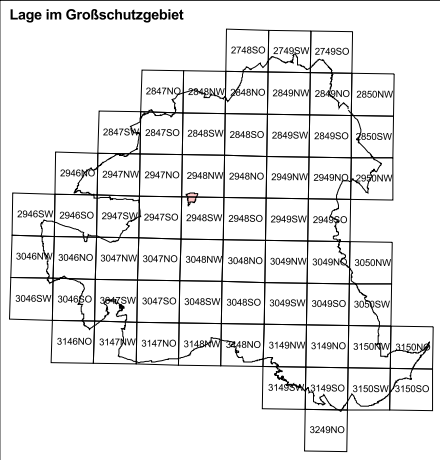 Lage im Großschutzgebiet
2748SO 2749SW 2749SO
2847NO 2848NW 2848NO 2849NW 2849NO 2850NW
2847SW 2847SO 2848SW 2848SO 2849SW 2849SO 2850SW
2946NO 2947NW 2947NO 2948NW 2948NO 2949NW 2949NO 2950NW
2946SW 2946SO 2947SW 2947SO 2948SW 2948SO 2949SW 2949SO
3046NW 3046NO 3047NW 3047NO 3048NW 3048NO 3049NW 3049NO 3050NW
3046SW 3046SO 3047SW 3047SO 3048SW 3048SO 3049SW 3049SO 3050SW
3146NO 3147NW 3147NO 3148NW 3148NO 3149NW 3149NO 3150NW 3150NO
3149SW 3149SO 3150SW 3150SO
3249NO